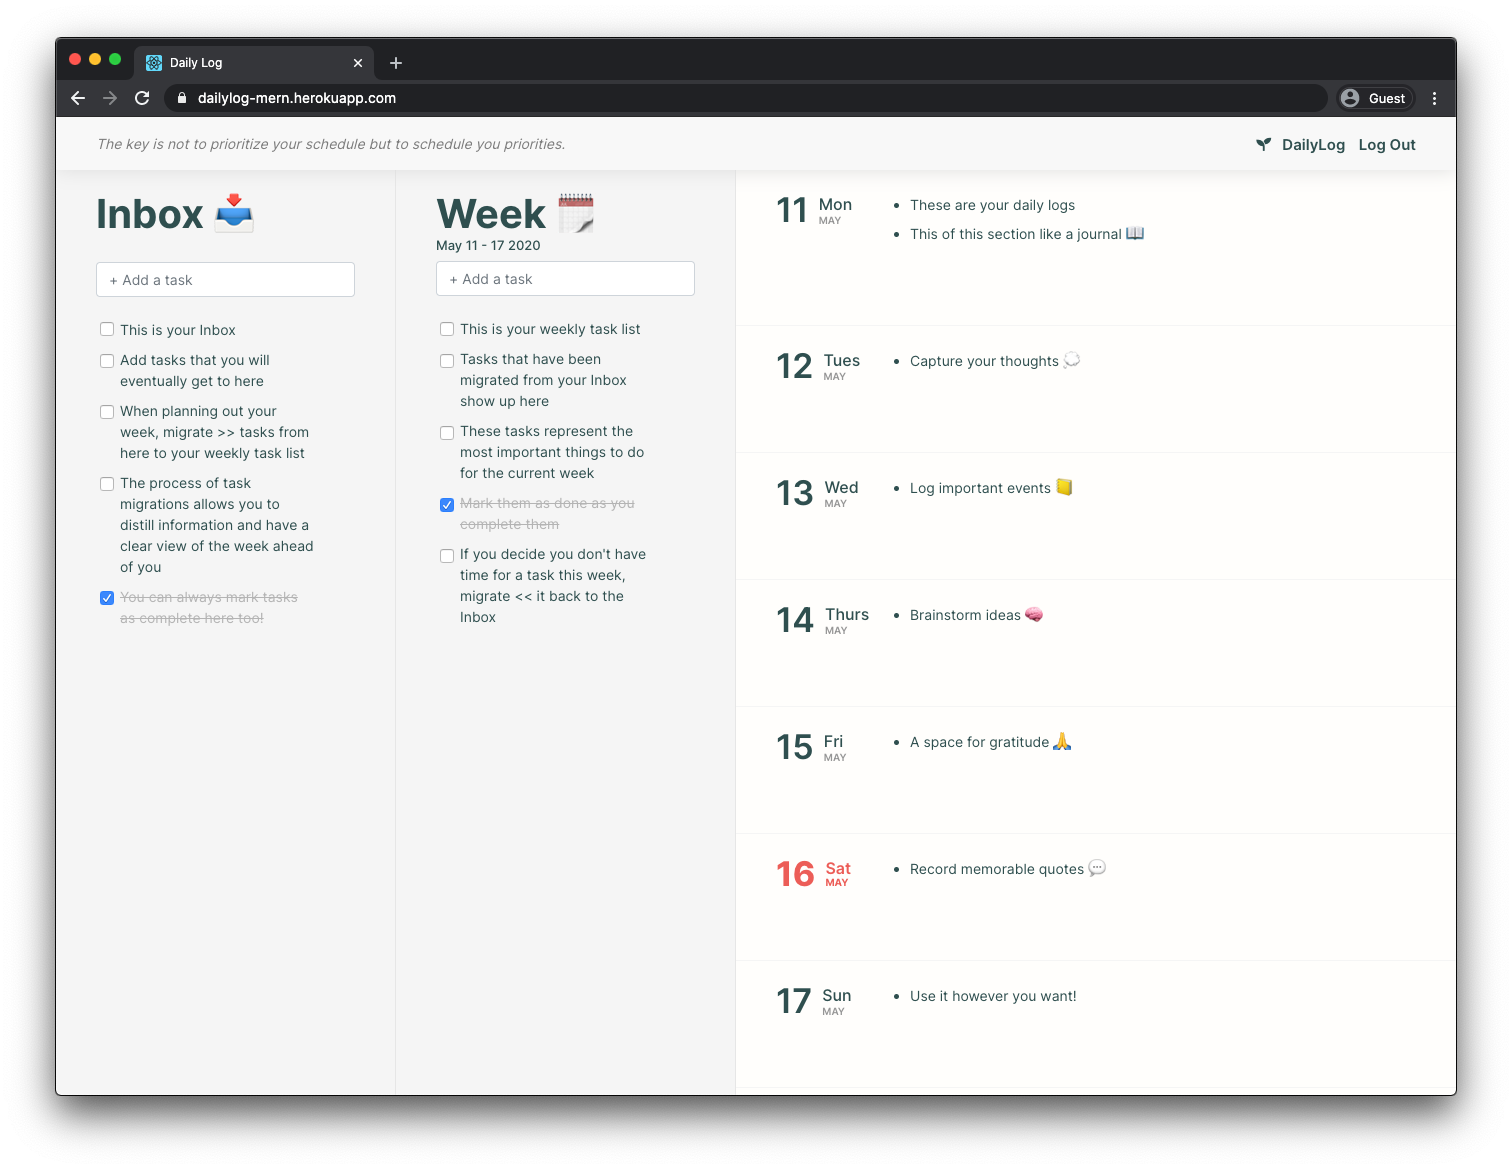 Daily Log
dailylog-mern.herokuapp.com
Guest
The key is not to prioritize your schedule but to schedule you priorities.
DailyLog
Log Out
Inbox
+ Add a task
This is your Inbox
Add tasks that you will
eventually get to here
When planning out your
week, migrate >> tasks from
here to your weekly task list
The process of task
migrations allows you to
distill information and have a
clear view of the week ahead
of you
You can always mark tasks
as complete here too!
Week
May 11 - 17 2020
+ Add a task
This is your weekly task list
Tasks that have been
migrated from your Inbox
show up here
These tasks represent the
most important things to do
for the current week
Mark them as done as you
complete them
If you decide you don't have
time for a task this week,
migrate << it back to the
Inbox
11 Mon
MAY
These are your daily logs
This of this section like a journal
12 Tues
MAY
Capture your thoughts
13 Wed
MAY
Log important events
14 Thurs
MAY
Brainstorm ideas
15 Fri
MAY
A space for gratitude
16 Sat
MAY
Record memorable quotes
17 Sun
MAY
Use it however you want!